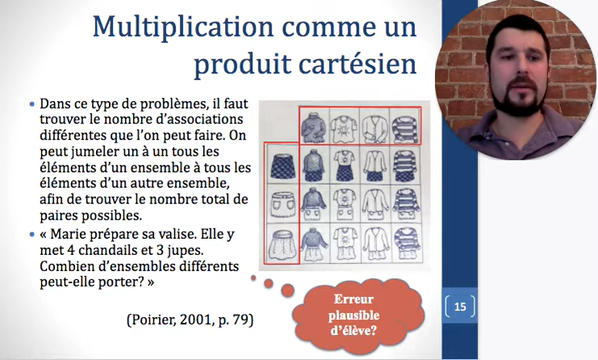 Multiplication comme un
produit cartésien
• Dans ce type de problèmes, il faut
trouver le nombre d'associations
différentes que l'on peut faire. On
peut jumeler un à un tous les
éléments d'un ensemble à tous les
éléments d'un autre ensemble,
afin de trouver le nombre total de
paires possibles.
• « Marie prépare sa valise. Elle y
met 4 chandails et 3 jupes.
Combien d'ensembles différents
peut-elle porter? »
(Poirier, 2001, p. 79)
Erreur
plausible
d'élève?
15